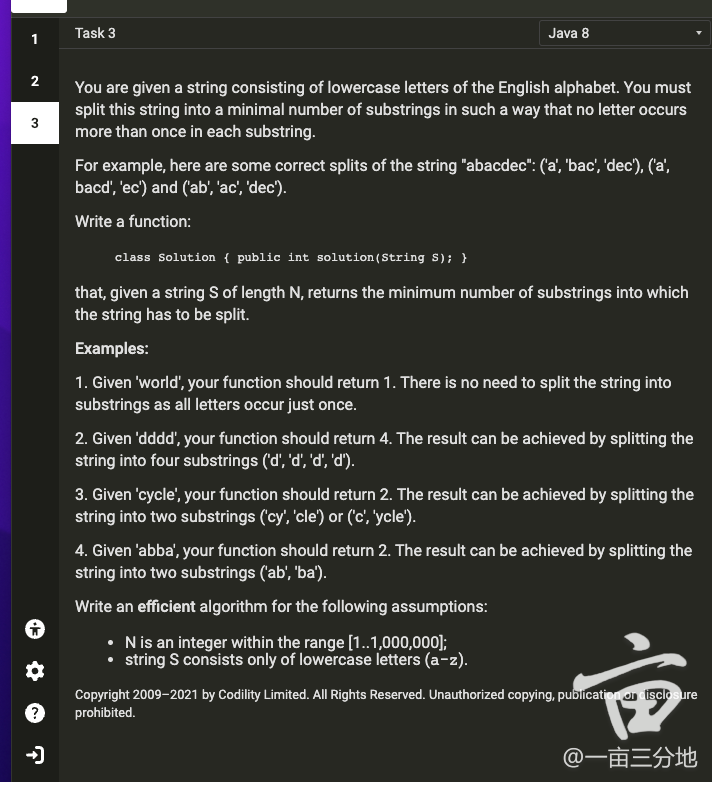 1
Task 3
Java 8
2
3
You are given a string consisting of lowercase letters of the English alphabet. You must
split this string into a minimal number of substrings in such a way that no letter occurs
more than once in each substring.
For example, here are some correct splits of the string "abacdec": ('a', 'bac', 'dec'), ('a',
bacd', 'ec') and ('ab', 'ac', 'dec').
Write a function:
class Solution { public int solution(String S); }
that, given a string S of length N, returns the minimum number of substrings into which
the string has to be split.
Examples:
1. Given 'world', your function should return 1. There is no need to split the string into
substrings as all letters occur just once.
2. Given 'dddd', your function should return 4. The result can be achieved by splitting the
string into four substrings ('d', 'd', 'd', 'd').
3. Given 'cycle', your function should return 2. The result can be achieved by splitting the
string into two substrings ('cy', 'cle') or ('c', 'ycle').
4. Given 'abba', your function should return 2. The result can be achieved by splitting the
string into two substrings ('ab', 'ba').
Write an efficient algorithm for the following assumptions:
• N is an integer within the range [1..1,000,000];
• string S consists only of lowercase letters (a-z).
Copyright 2009–2021 by Codility Limited. All Rights Reserved. Unauthorized copying, publication or disclosure
prohibited.
亩
@一亩三分地